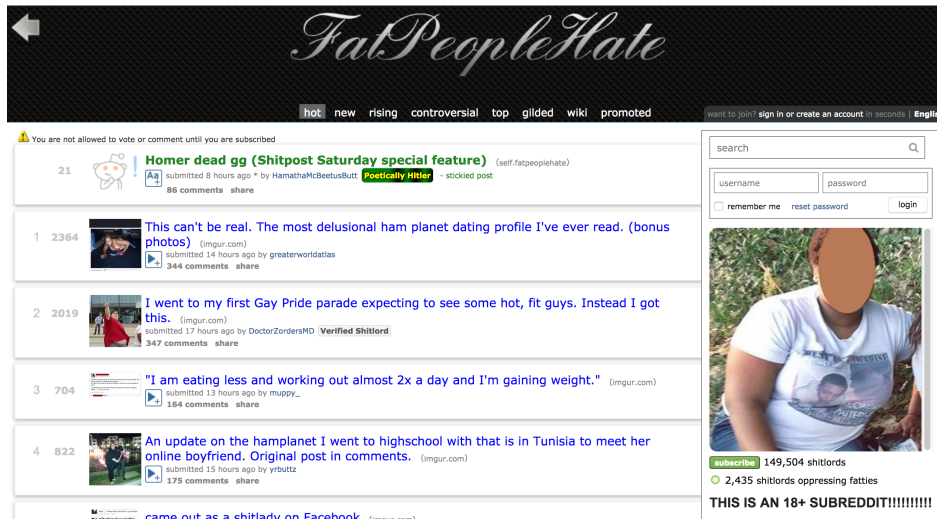 FatPeopleHate
hot new rising controversial top gilded wiki promoted
want to join? sign in or create an account in seconds | Englis
You are not allowed to vote or comment until you are subscribed
21
Homer dead gg (Shitpost Saturday special feature) (self.fatpeoplehate)
Aa
submitted 8 hours ago * by HamathaMcBeetusButt Poetically Hitler - stickied post
86 comments share
1 2364
This can't be real. The most delusional ham planet dating profile I've ever read. (bonus
photos) (imgur.com)
submitted 14 hours ago by greaterworldatlas
344 comments share
2 2019
I went to my first Gay Pride parade expecting to see some hot, fit guys. Instead I got
this. (imgur.com)
submitted 17 hours ago by DoctorZordersMD Verified Shitlord
347 comments share
3 704
"I am eating less and working out almost 2x a day and I'm gaining weight." (imgur.com)
submitted 13 hours ago by muppy_
164 comments share
4 822
An update on the hamplanet I went to highschool with that is in Tunisia to meet her
online boyfriend. Original post in comments. (imgur.com)
submitted 15 hours ago by yrbuttz
175 comments share
came out as a shitlady on Facebook (imgur.com)
search
username password
remember me reset password login
subscribe 149,504 shitlords
2,435 shitlords oppressing fatties
THIS IS AN 18+ SUBREDDIT!!!!!!!!!!